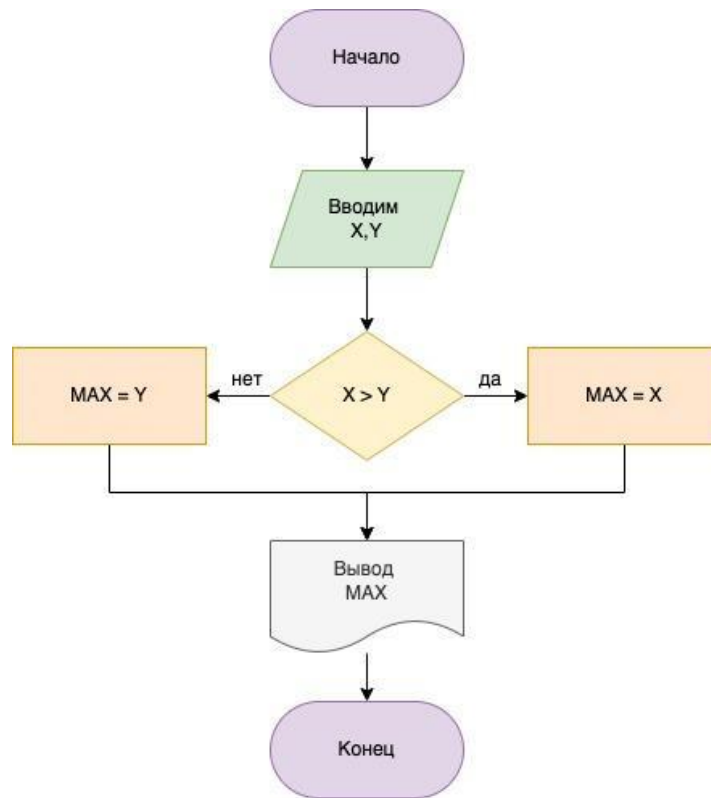 Начало
Вводим
X,Y
нет
да
MAX = Y
X > Y
MAX = X
Вывод
MAX
Конец